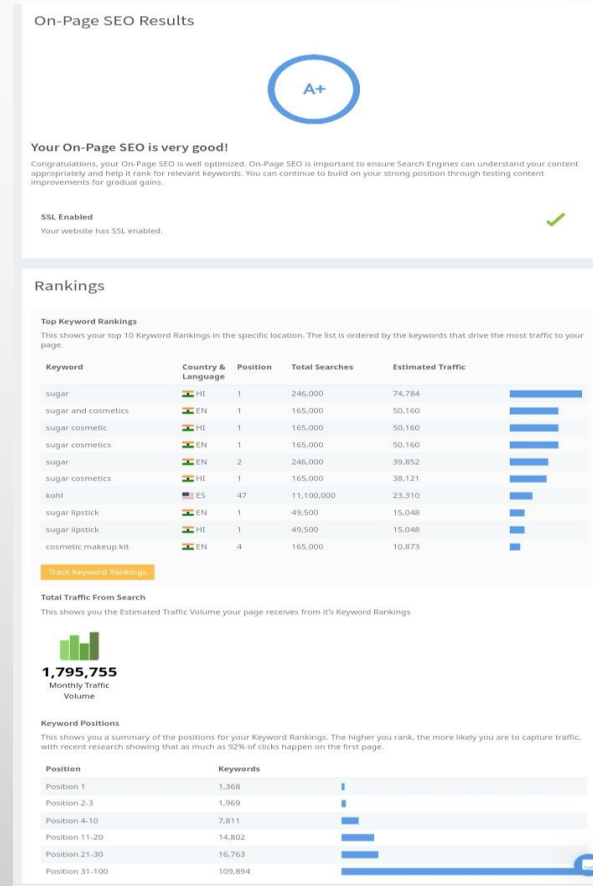 On-Page SEO Results
A+
Your On-Page SEO is very good!
Congratulations, your On-Page SEO is well optimized. On-Page SEO is important to ensure Search Engines can understand your content
appropriately and help it rank for relevant keywords. You can continue to build on your strong position through testing content
improvements for gradual gains.
SSL Enabled
Your website has SSL enabled.
Rankings
Top Keyword Rankings
This shows your top 10 Keyword Rankings in the specific location. The list is ordered by the keywords that drive the most traffic to your
page.
Keyword Country & Language Position Total Searches Estimated Traffic
sugar HI 1 246,000 74,784
sugar and cosmetics EN 1 165,000 50,160
sugar cosmetic HI 1 165,000 50,160
sugar cosmetics EN 1 165,000 50,160
sugar EN 2 246,000 39,852
sugar cosmetics HI 1 165,000 38,121
kohl ES 47 11,100,000 23,310
sugar lipstick EN 1 49,500 15,048
sugar lipstick HI 1 49,500 15,048
cosmetic makeup kit EN 4 165,000 10,873
Track Keyword Rankings
Total Traffic From Search
This shows you the Estimated Traffic Volume your page receives from it's Keyword Rankings
1,795,755
Monthly Traffic
Volume
Keyword Positions
This shows you a summary of the positions for your Keyword Rankings. The higher you rank, the more likely you are to capture traffic,
with recent research showing that as much as 92% of clicks happen on the first page.
Position Keywords
Position 1 1,368
Position 2-3 1,969
Position 4-10 7,811
Position 11-20 14,802
Position 21-30 16,763
Position 31-100 109,894